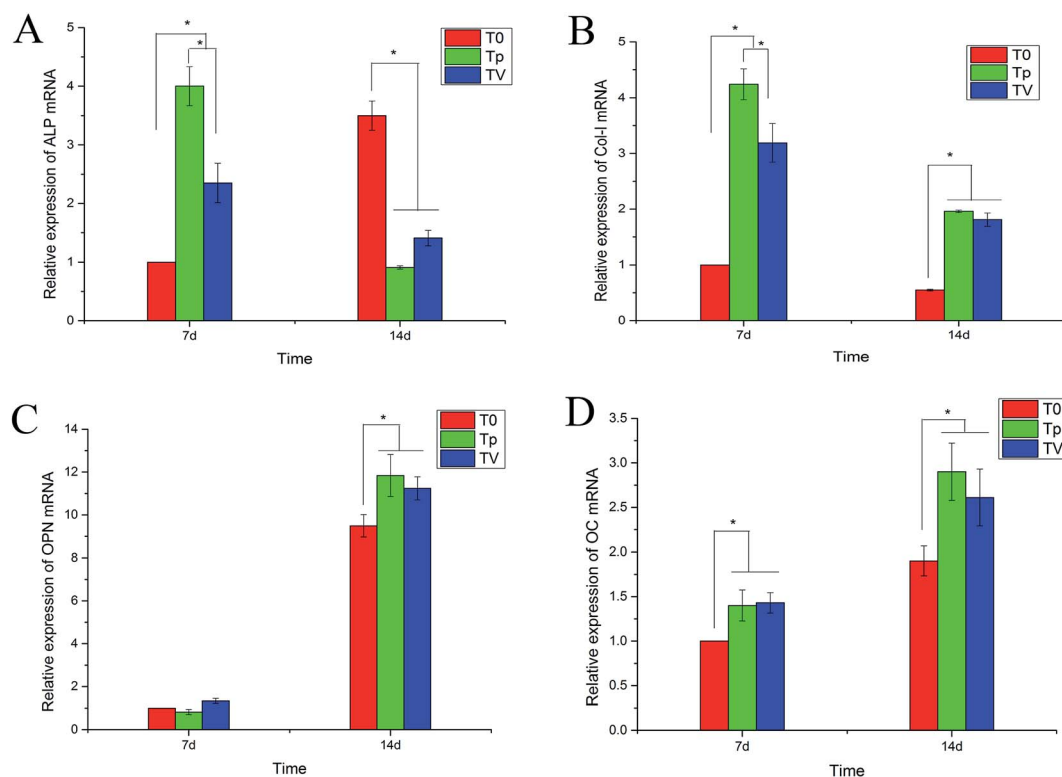 A
Relative expression of ALP mRNA
5
4
3
2
1
0
*
*
*
T0
Tp
TV
7d
14d
Time
B
Relative expression of Col-I mRNA
5
4
3
2
1
0
*
*
*
T0
Tp
TV
7d
14d
Time
C
Relative expression of OPN mRNA
14
12
10
8
6
4
2
0
*
T0
Tp
TV
7d
14d
Time
D
Relative expression of OC mRNA
3.5
3.0
2.5
2.0
1.5
1.0
0.5
0.0
*
*
T0
Tp
TV
7d
14d
Time